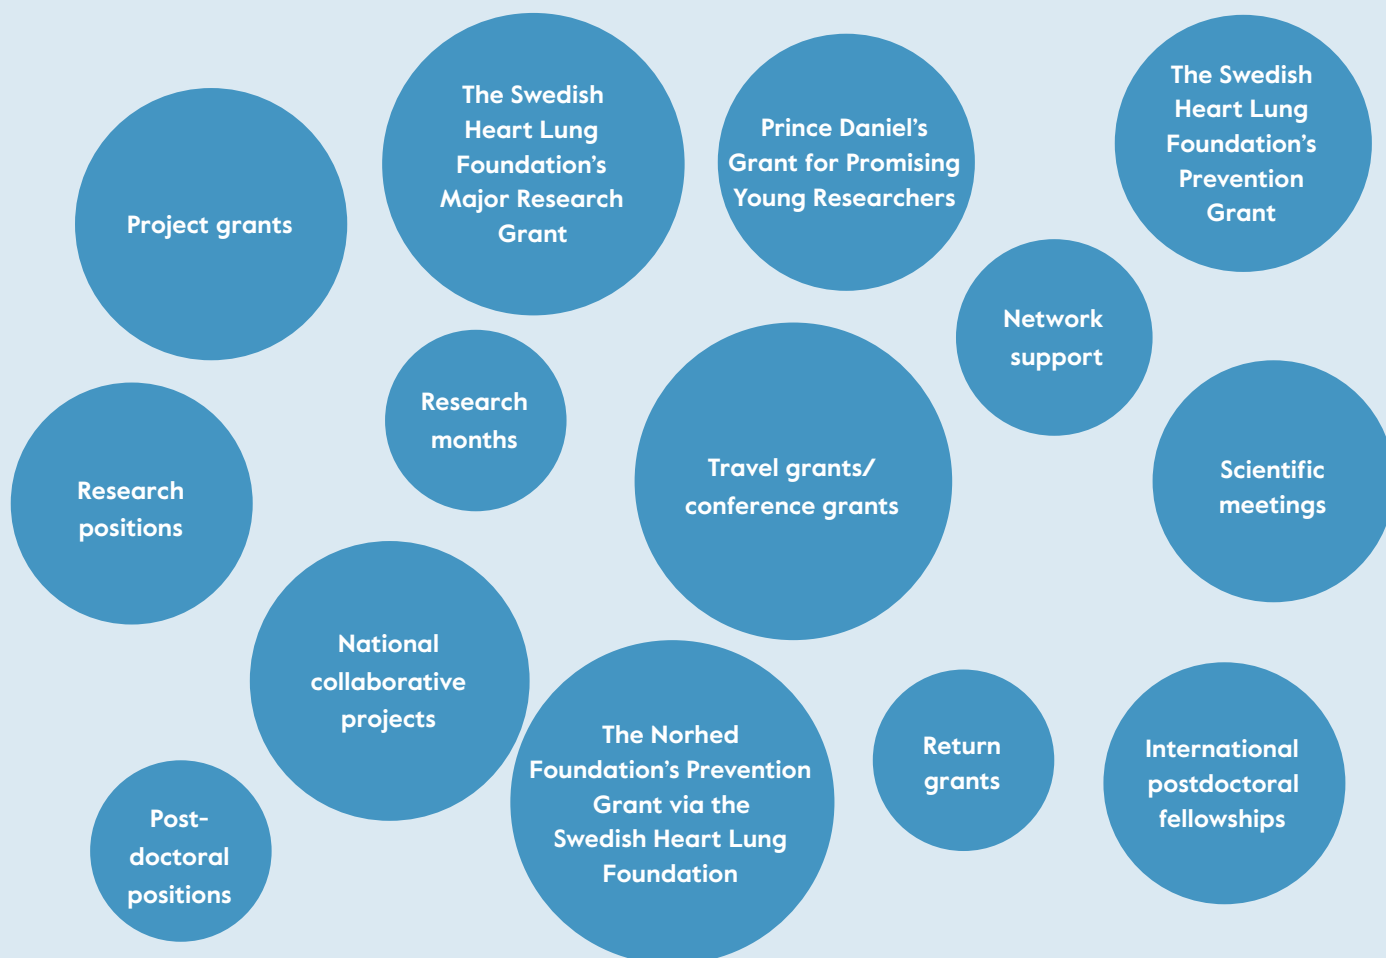 Project grants
The Swedish
Heart Lung
Foundation’s
Major Research
Grant
Prince Daniel’s
Grant for Promising
Young Researchers
The Swedish
Heart Lung
Foundation’s
Prevention
Grant
Network
support
Research
months
Travel grants/
conference grants
Scientific
meetings
Research
positions
National
collaborative
projects
The Norhed
Foundation’s Prevention
Grant via the
Swedish Heart Lung
Foundation
Return
grants
International
postdoctoral
fellowships
Post-
doctoral
positions